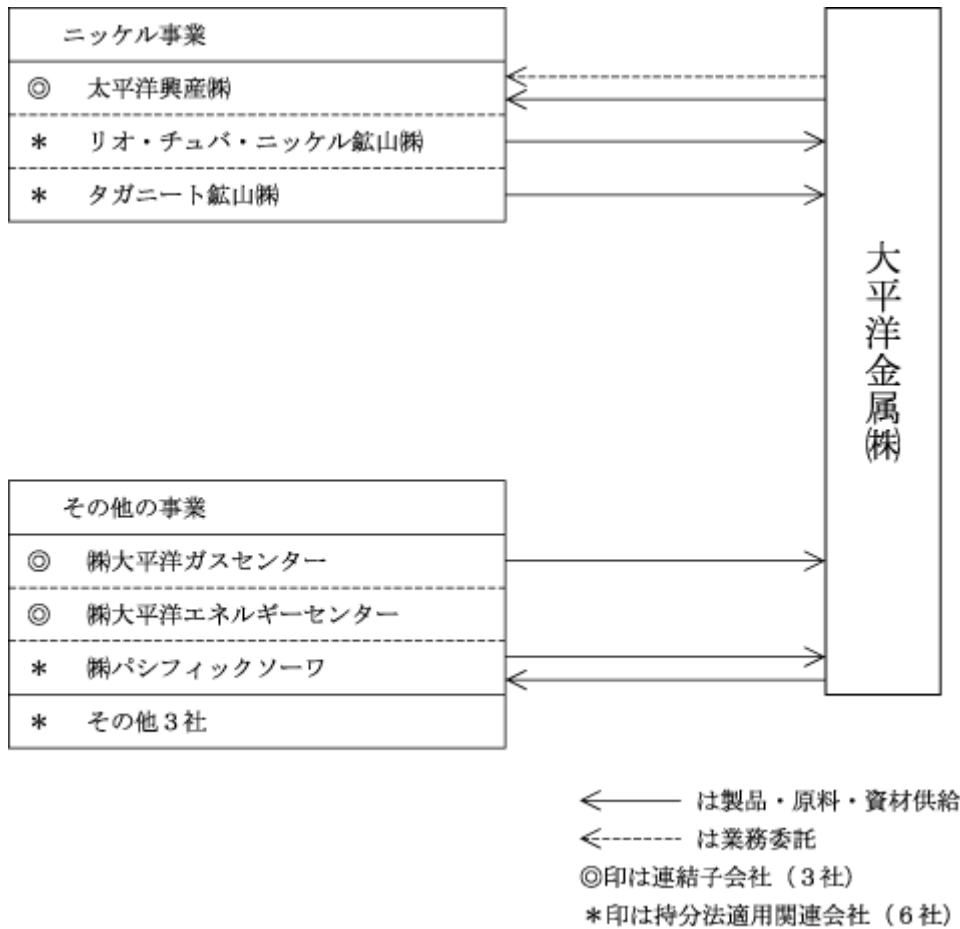 ニッケル事業
◎ 太平洋興産㈱
＊ リオ・チュバ・ニッケル鉱山㈱
＊ タガニート鉱山㈱
大平洋金属㈱
その他の事業
◎ ㈱大平洋ガスセンター
◎ ㈱大平洋エネルギーセンター
＊ ㈱パシフィックソーワ
＊ その他３社
は製品・原料・資材供給
は業務委託
◎印は連結子会社（３社）
＊印は持分法適用関連会社（６社）